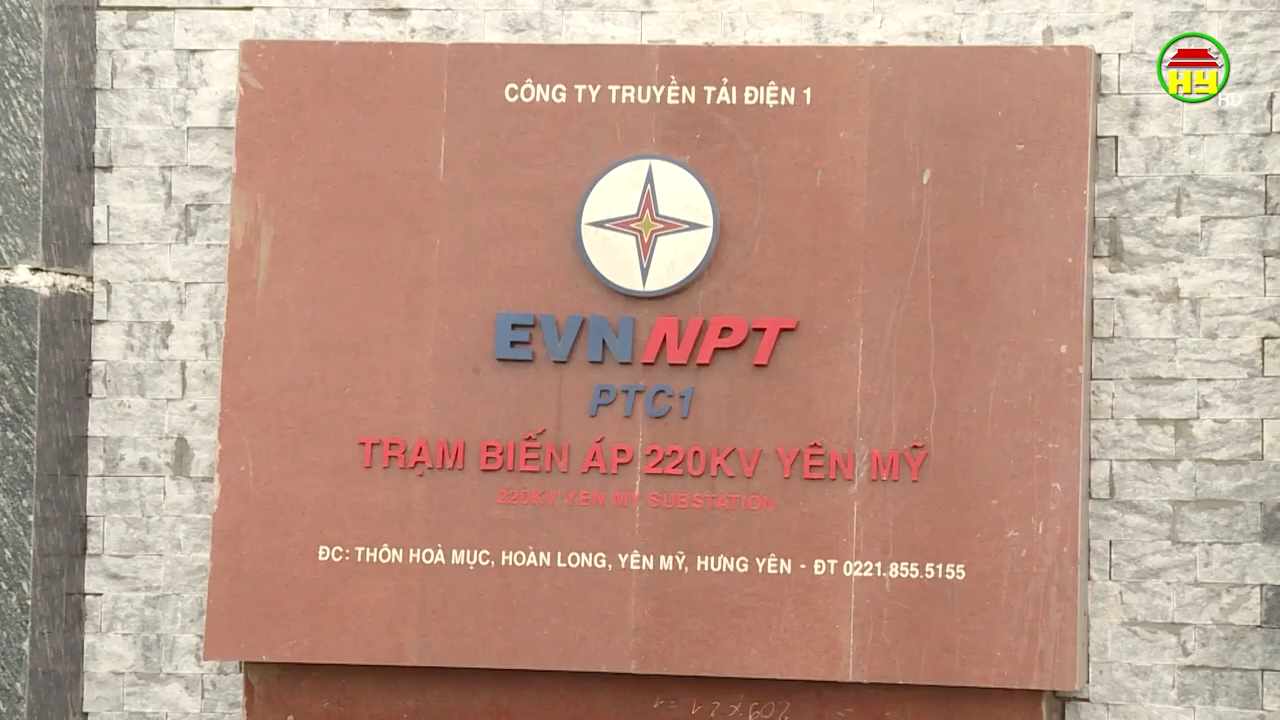 CÔNG TY TRUYỀN TẢI ĐIỆN 1
HY
HD
EVNNPT
PTC1
TRẠM BIẾN ÁP 220KV YÊN MỸ
220KV YEN MY SUBSTATION
ĐC: THÔN HOÀ MỤC, HOÀN LONG, YÊN MỸ, HƯNG YÊN - ĐT 0221.855.5155